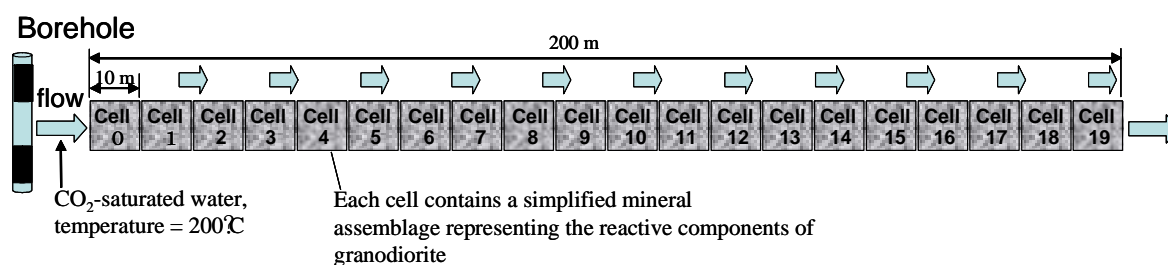 Borehole
200 m
10 m
flow
Cell 0
Cell 1
Cell 2
Cell 3
Cell 4
Cell 5
Cell 6
Cell 7
Cell 8
Cell 9
Cell 10
Cell 11
Cell 12
Cell 13
Cell 14
Cell 15
Cell 16
Cell 17
Cell 18
Cell 19
CO₂-saturated water,
temperature = 200?C
Each cell contains a simplified mineral
assemblage representing the reactive components of
granodiorite